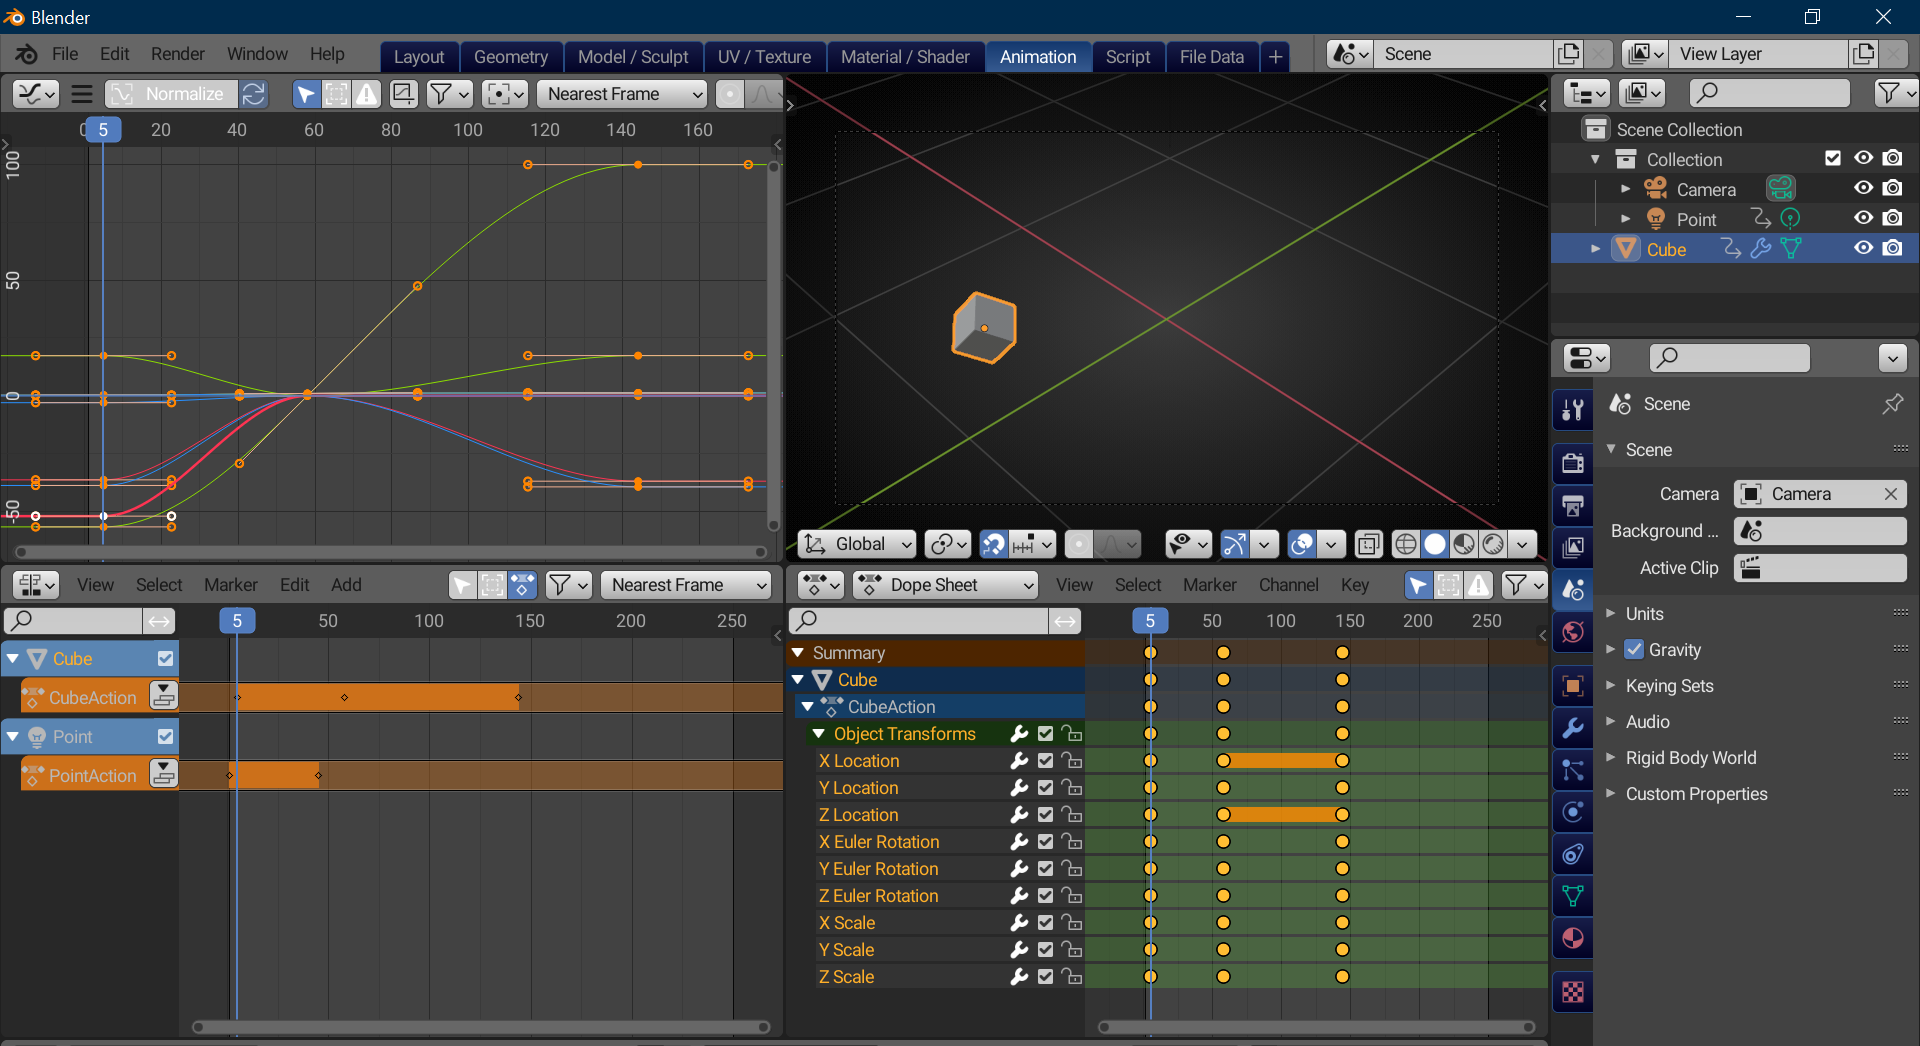 Blender
File Edit Render Window Help Layout Geometry Model / Sculpt UV / Texture Material / Shader Animation Script File Data + Scene View Layer
Normalize Nearest Frame
5 20 40 60 80 100 120 140 160
100
50
0
-50
Global
Scene Collection
Collection
Camera
Point
Cube
Scene
Scene
Camera Camera
Background ...
Active Clip
Units
Gravity
Keying Sets
Audio
Rigid Body World
Custom Properties
View Select Marker Edit Add Nearest Frame
5 50 100 150 200 250
Cube
CubeAction
Point
PointAction
Dope Sheet View Select Marker Channel Key
5 50 100 150 200 250
Summary
Cube
CubeAction
Object Transforms
X Location
Y Location
Z Location
X Euler Rotation
Y Euler Rotation
Z Euler Rotation
X Scale
Y Scale
Z Scale